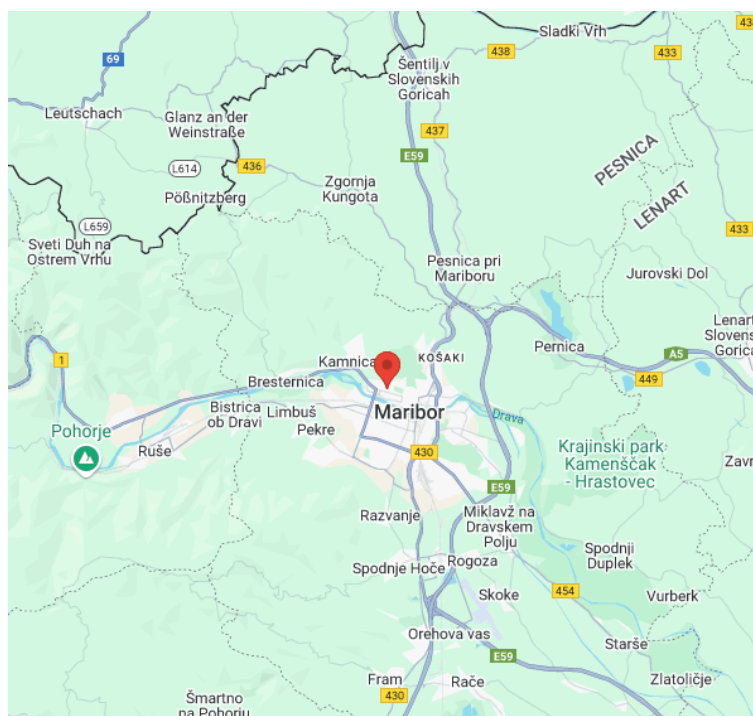 438
43
Sladki Vrh
433
69
Šentilj v
Slovenskih
Goricah
Leutschach
Glanz an der
Weinstraße
437
E59
PESNICA
L614
436
Zgornja
Kungota
Pößnitzberg
LENART
L659
433
Sveti Duh na
Ostrem Vrhu
Pesnica pri
Mariboru
Jurovski Dol
Lenar
Slovens
Goric
1
Kamnica
KOŠAKI
Pernica
A5
449
Bresternica
Bistrica
ob Dravi
Limbuš
Maribor
Drava
Pekre
Pohorje
Ruše
430
Krajinski park
Kamenščak
- Hrastovec
Zavr
E59
Razvanje
Miklavž na
Dravskem
Polju
Spodnji
Duplek
Spodnje Hoče
Rogoza
Skoke
454
Vurberk
Orehova vas
Starše
E59
Fram
430
Rače
Zlatoličje
Šmartno
na Pohorju